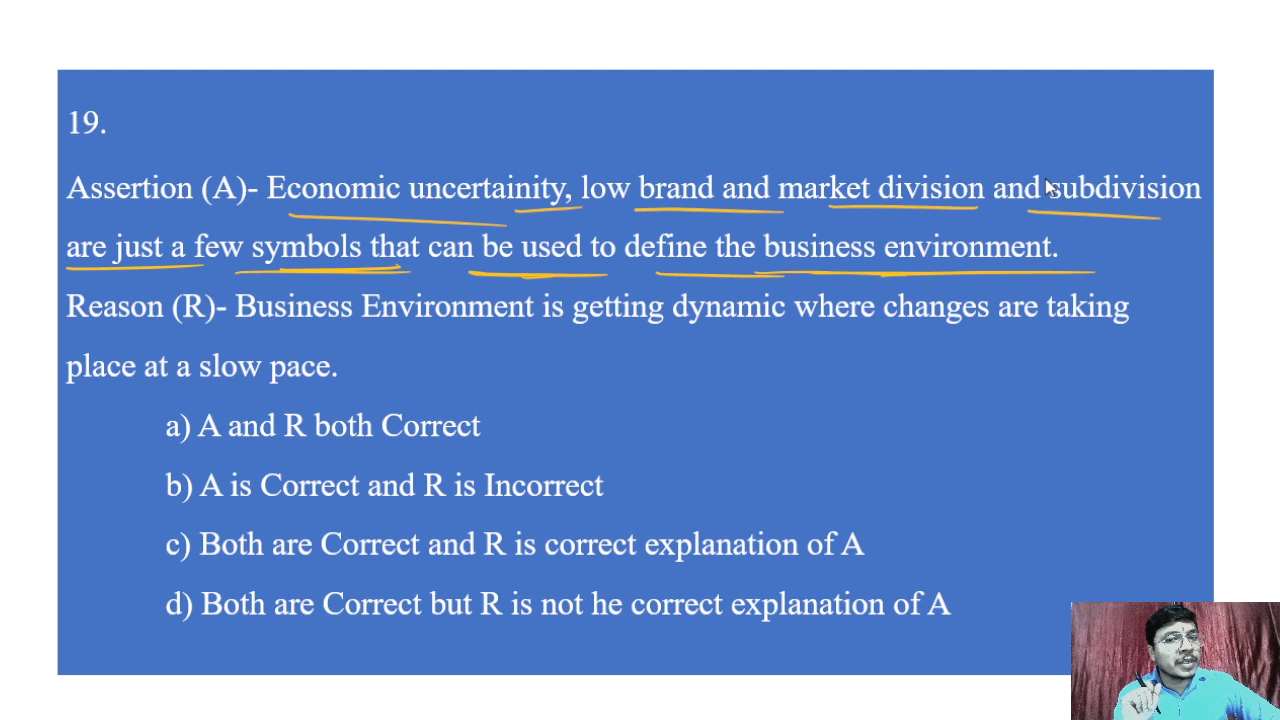 19.
Assertion (A)- Economic uncertainity, low brand and market division and subdivision
are just a few symbols that can be used to define the business environment.
Reason (R)- Business Environment is getting dynamic where changes are taking
place at a slow pace.
a) A and R both Correct
b) A is Correct and R is Incorrect
c) Both are Correct and R is correct explanation of A
d) Both are Correct but R is not he correct explanation of A